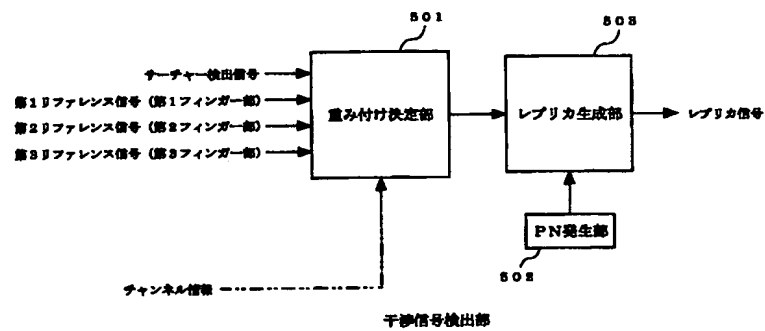 501
503
サーチャー検出信号
第1リファレンス信号（第1フィンガー部）
第2リファレンス信号（第2フィンガー部）
第3リファレンス信号（第3フィンガー部）
重み付け決定部
レプリカ生成部
レプリカ信号
PN発生部
502
チャンネル情報
干渉信号検出部